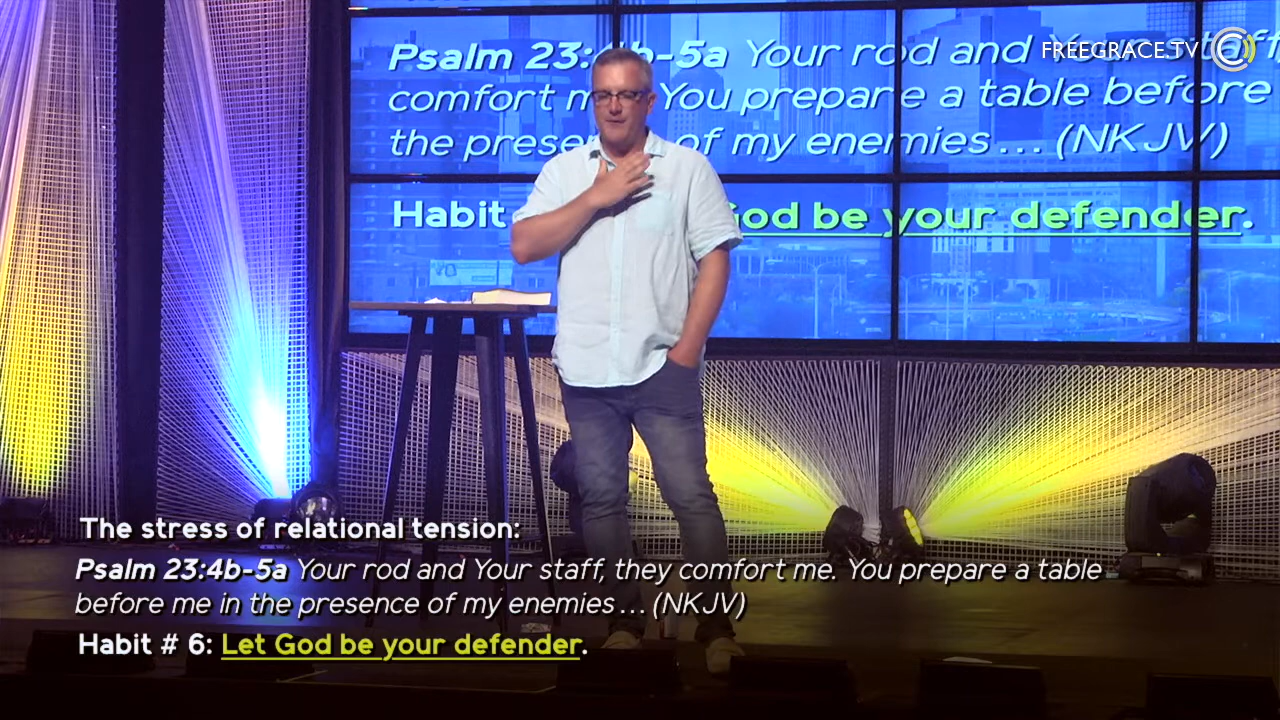 FREEGRACE.TV
Psalm 23:4b-5a Your rod and Your staff,
comfort m You prepare a table before
the prese of my enemies... (NKJV)
Habit God be your defender.
The stress of relational tension:
Psalm 23:4b-5a Your rod and Your staff, they comfort me. You prepare a table
before me in the presence of my enemies... (NKJV)
Habit # 6: Let God be your defender.